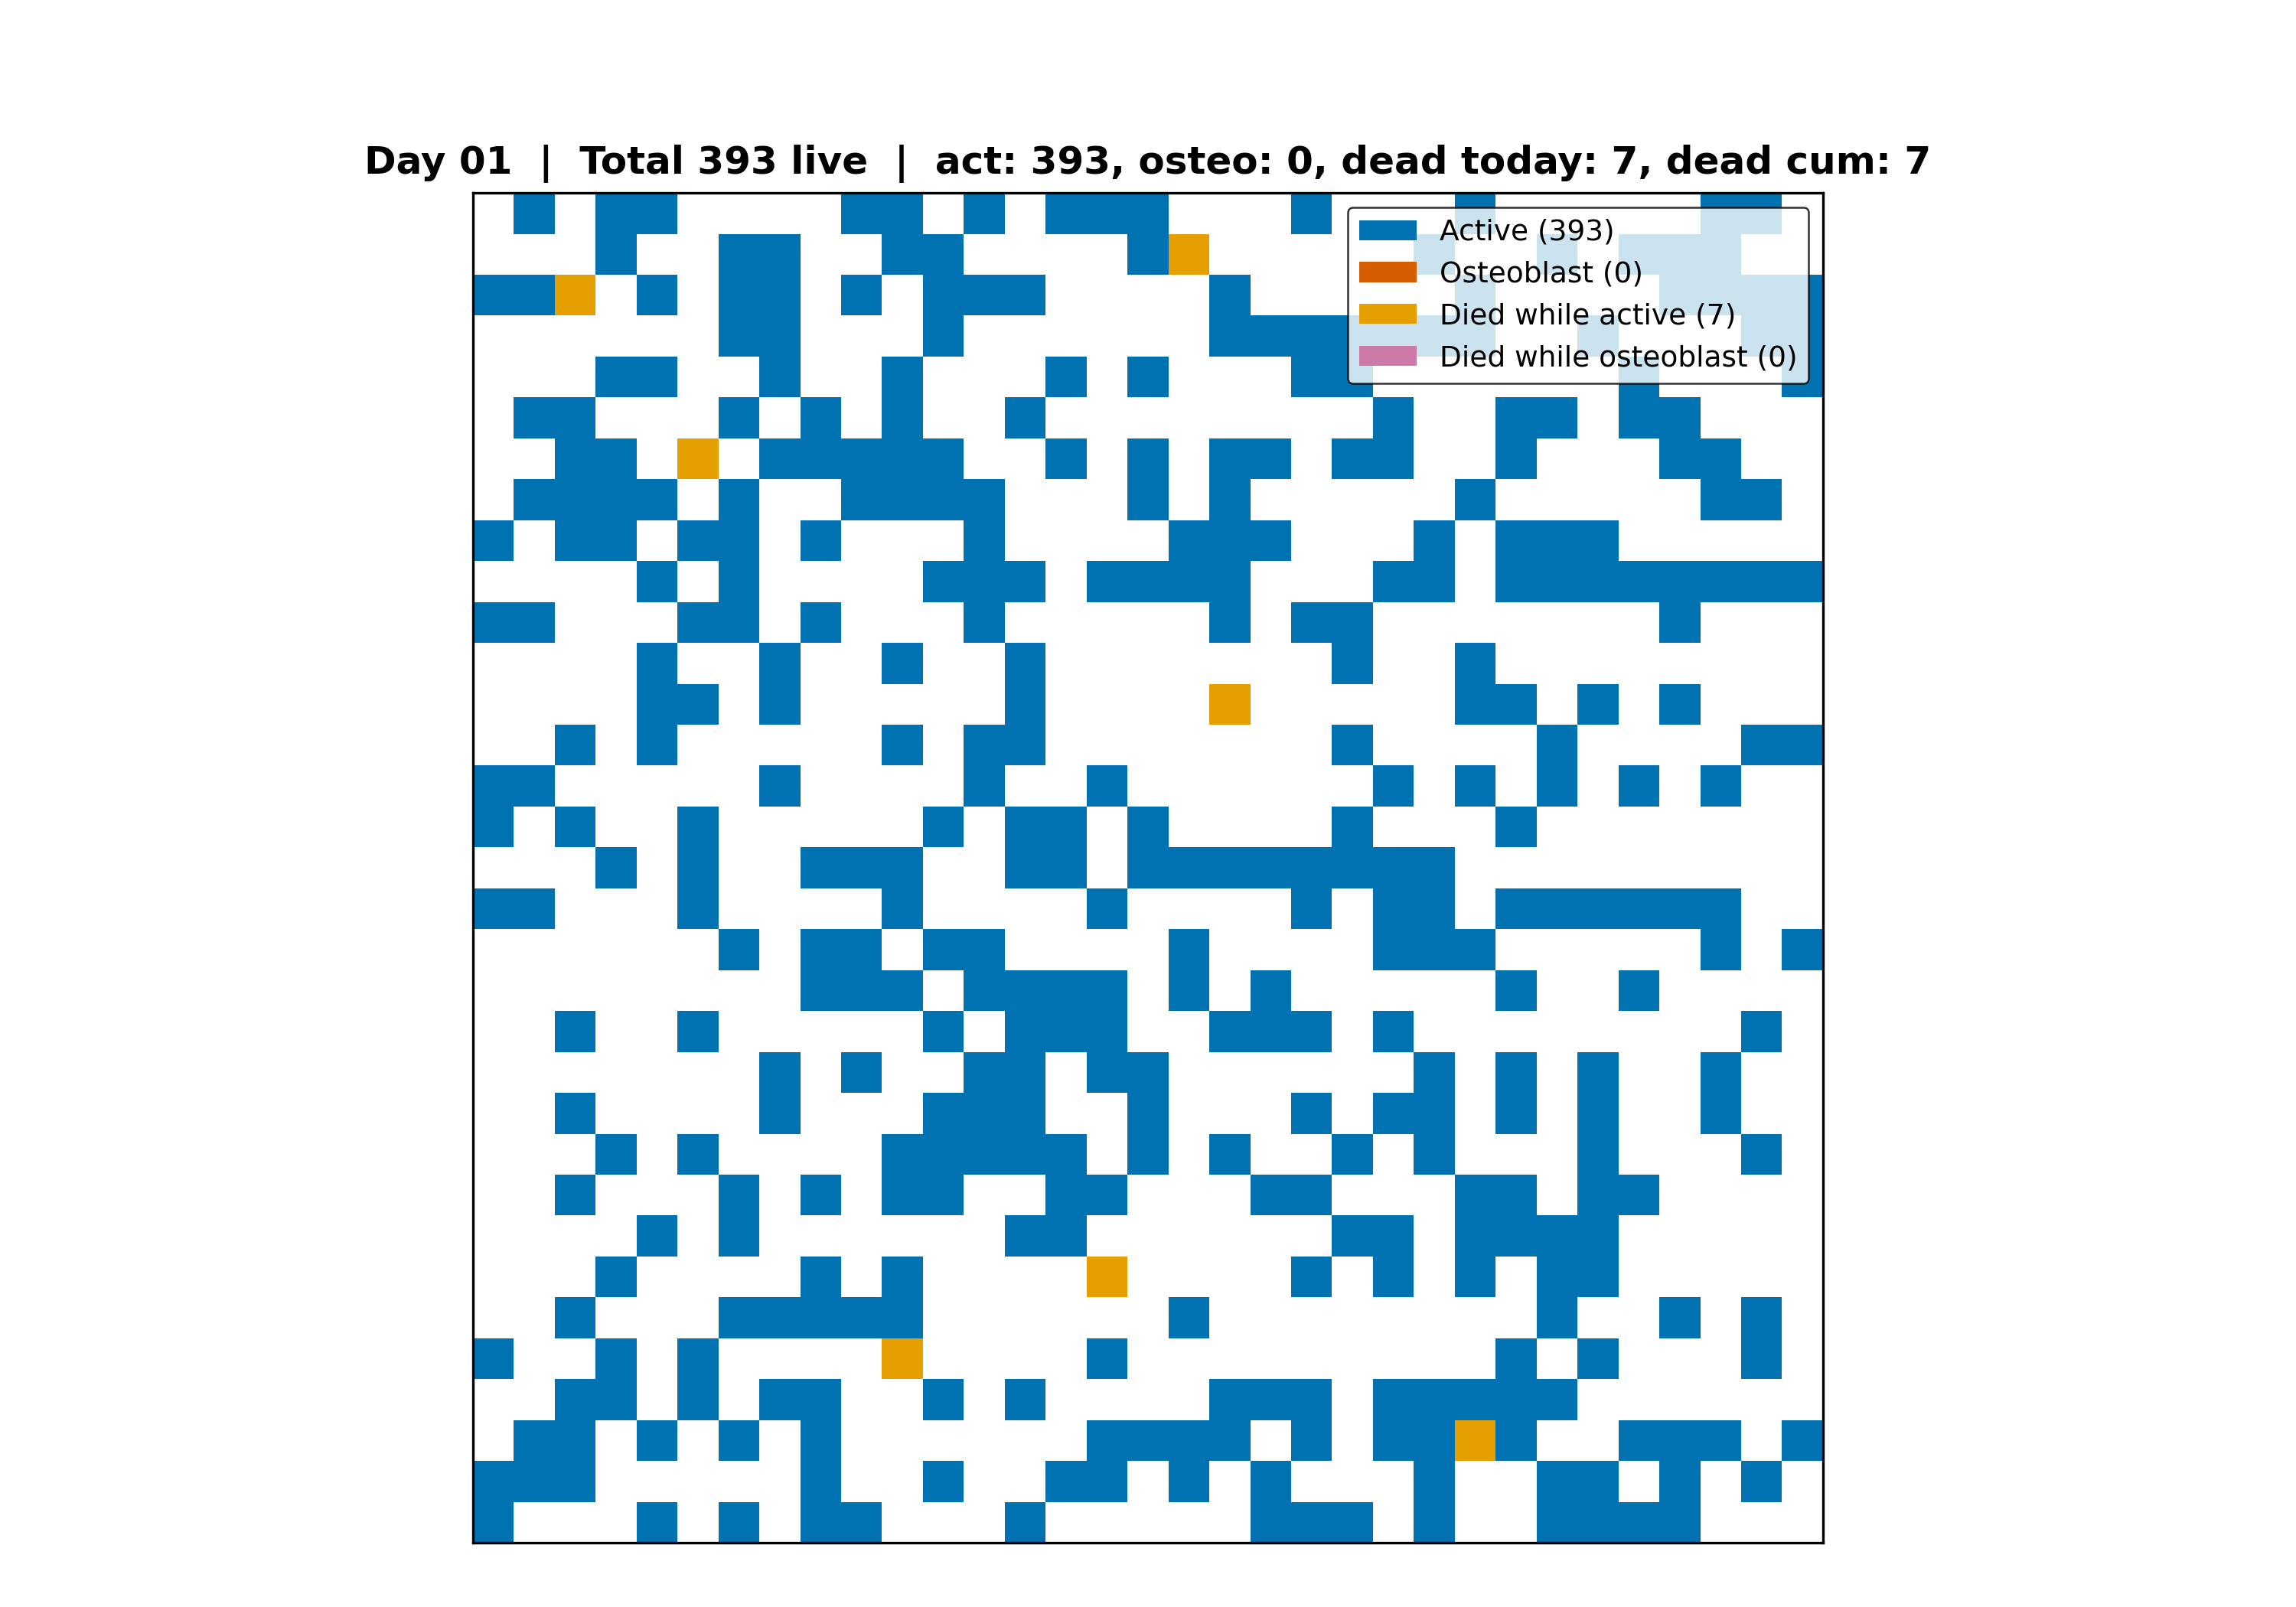 Day 01 | Total 393 live | act: 393, osteo: 0, dead today: 7, dead cum: 7
Active (393)
Osteoblast (0)
Died while active (7)
Died while osteoblast (0)